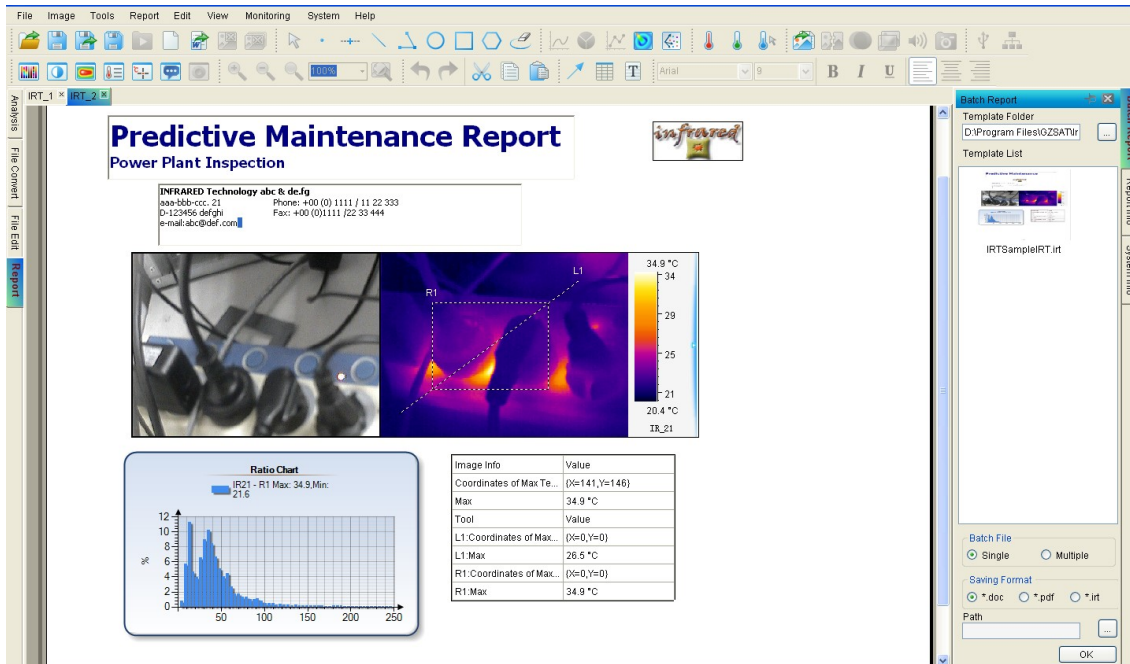 File Image Tools Report Edit View Monitoring System Help
100% Arial 9 B I U
IRT_1 × IRT_2
Analysis
File Convert
File Edit
Report
Predictive Maintenance Report
Power Plant Inspection
infrared
INFRARED Technology abc & de.fg
aaa-bbb-ccc. 21 Phone: +00 (0) 1111 / 11 22 333
D-123456 defghi Fax: +00 (0)1111 /22 33 444
e-mail:abc@def.com
R1
L1
34.9 °C
34
29
25
21
20.4 °C
IR_21
Ratio Chart
IR21 - R1 Max: 34.9,Min:
21.6
%
12
10
8
6
4
2
0
50 100 150 200 250
Image Info Value
Coordinates of Max Te... {X=141,Y=146}
Max 34.9 °C
Tool Value
L1:Coordinates of Max... {X=0,Y=0}
L1:Max 26.5 °C
R1:Coordinates of Max... {X=0,Y=0}
R1:Max 34.9 °C
Batch Report
Template Folder
D:\Program Files\GZSAT\Ir
...
Template List
Predictive Maintenance
IRTSampleIRT.irt
Batch File
Single Multiple
Saving Format
*.doc *.pdf *.irt
Path
...
OK
Batch Report
Report Info
System Info